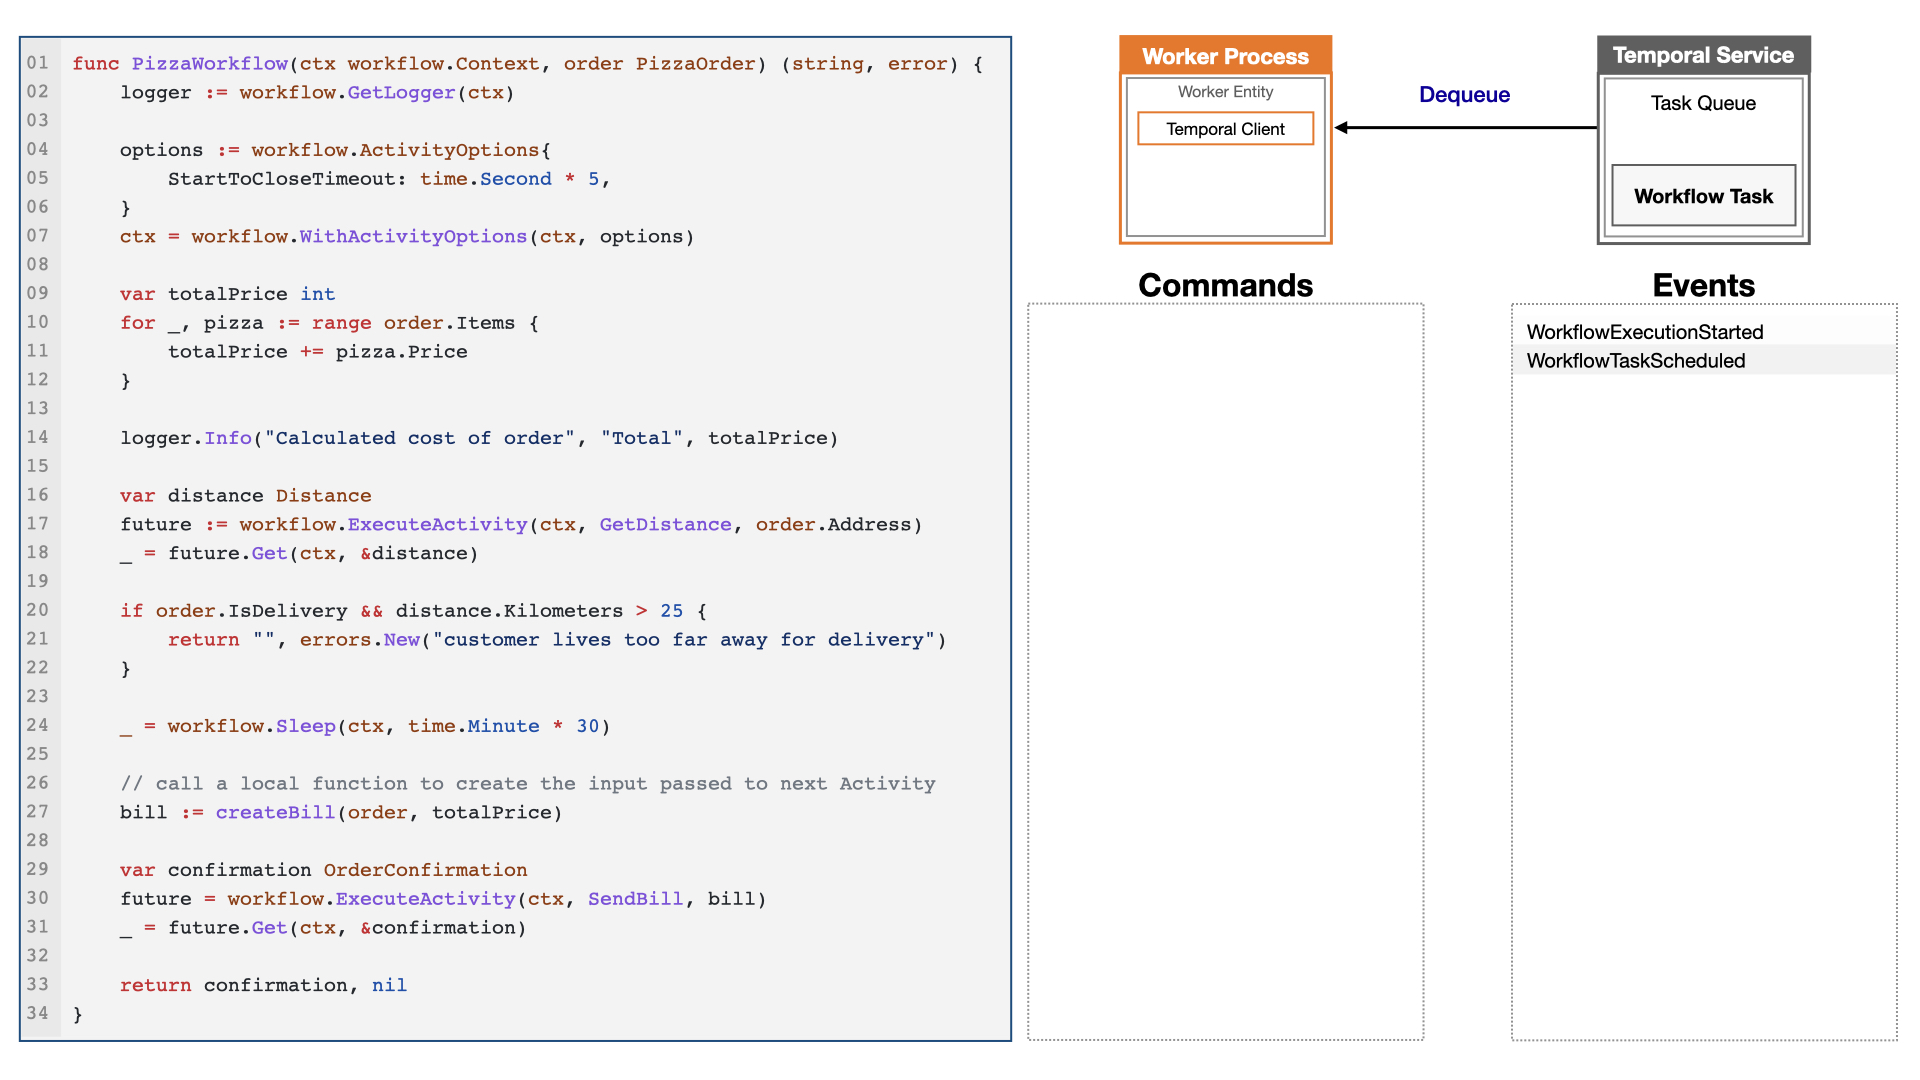 01 func PizzaWorkflow(ctx workflow.Context, order PizzaOrder) (string, error) {
02     logger := workflow.GetLogger(ctx)
03
04     options := workflow.ActivityOptions{
05         StartToCloseTimeout: time.Second * 5,
06     }
07     ctx = workflow.WithActivityOptions(ctx, options)
08
09     var totalPrice int
10     for _, pizza := range order.Items {
11         totalPrice += pizza.Price
12     }
13
14     logger.Info("Calculated cost of order", "Total", totalPrice)
15
16     var distance Distance
17     future := workflow.ExecuteActivity(ctx, GetDistance, order.Address)
18     _ = future.Get(ctx, &distance)
19
20     if order.IsDelivery && distance.Kilometers > 25 {
21         return "", errors.New("customer lives too far away for delivery")
22     }
23
24     _ = workflow.Sleep(ctx, time.Minute * 30)
25
26     // call a local function to create the input passed to next Activity
27     bill := createBill(order, totalPrice)
28
29     var confirmation OrderConfirmation
30     future = workflow.ExecuteActivity(ctx, SendBill, bill)
31     _ = future.Get(ctx, &confirmation)
32
33     return confirmation, nil
34 }
Worker Process
Worker Entity
Temporal Client
Dequeue
Temporal Service
Task Queue
Workflow Task
Commands
Events
WorkflowExecutionStarted
WorkflowTaskScheduled